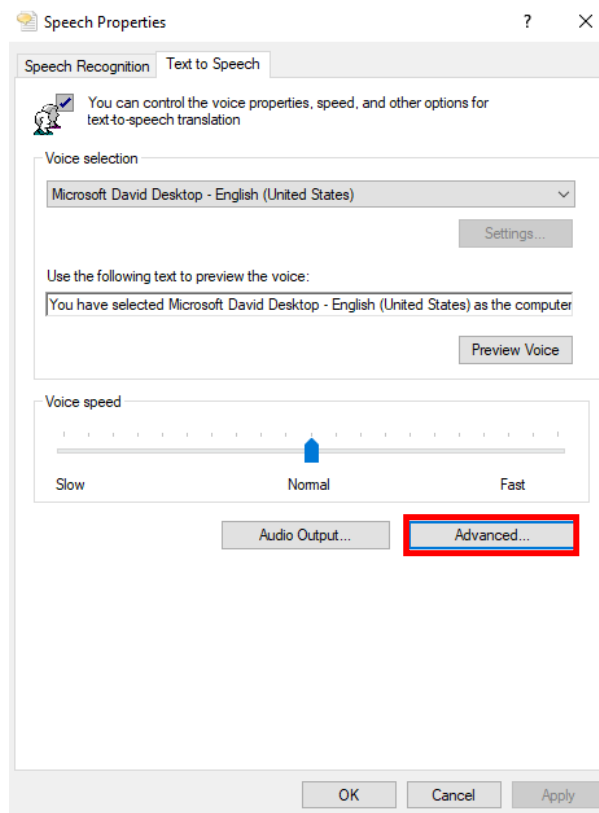 Speech Properties
?
Speech Recognition
Text to Speech
You can control the voice properties, speed, and other options for
text-to-speech translation
Voice selection
Microsoft David Desktop - English (United States)
Settings...
Use the following text to preview the voice:
You have selected Microsoft David Desktop - English (United States) as the computer
Preview Voice
Voice speed
Slow
Normal
Fast
Audio Output...
Advanced...
OK
Cancel
Apply